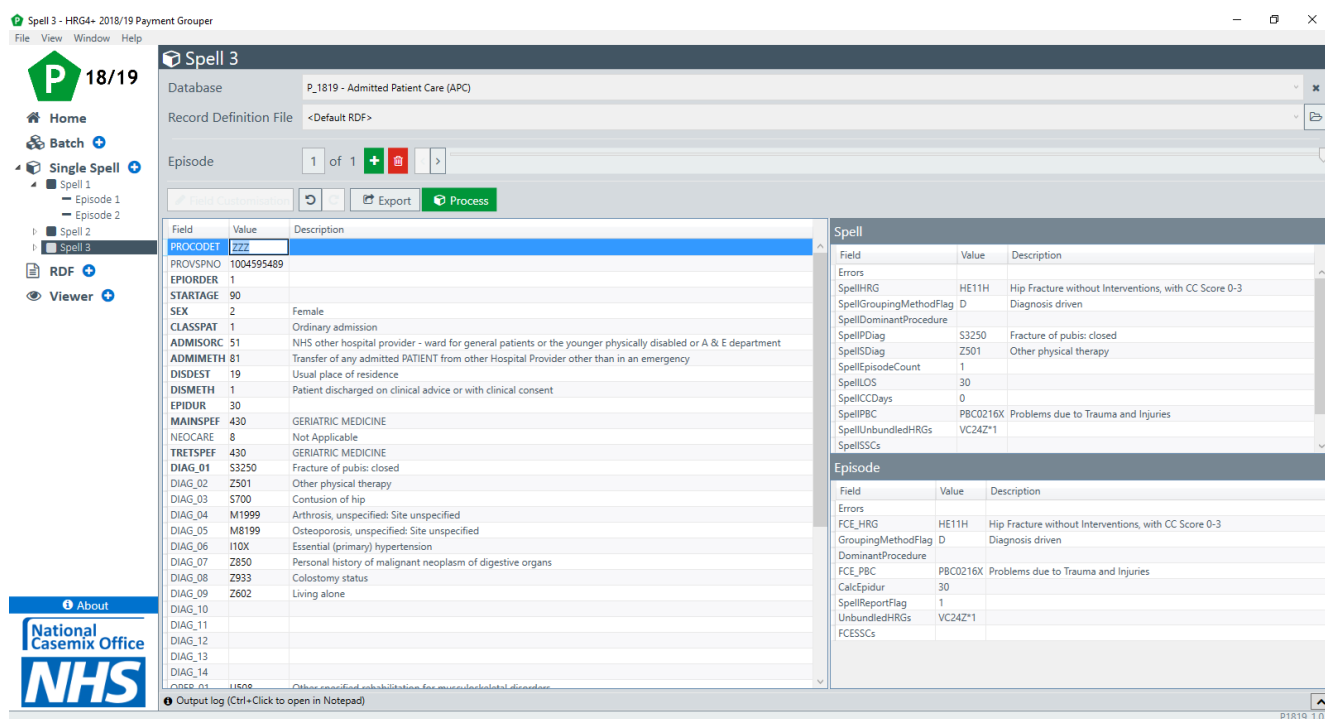 Spell 3 - HRG4+ 2018/19 Payment Grouper
File View Window Help
P 18/19
Home
Batch
Single Spell
Spell 1
Episode 1
Episode 2
Spell 2
Spell 3
RDF
Viewer
About
National
Casemix Office
NHS
Spell 3
Database P_1819 - Admitted Patient Care (APC)
Record Definition File <Default RDF>
Episode 1 of 1
Export Process
Field Value Description
PROCODET ZZZ
PROVSPNO 1004595489
EPIORDER 1
STARTAGE 90
SEX 2 Female
CLASSPAT 1 Ordinary admission
ADMISORC 51 NHS other hospital provider - ward for general patients or the younger physically disabled or A & E department
ADMIMETH 81 Transfer of any admitted PATIENT from other Hospital Provider other than in an emergency
DISDEST 19 Usual place of residence
DISMETH 1 Patient discharged on clinical advice or with clinical consent
EPIDUR 30
MAINSPEF 430 GERIATRIC MEDICINE
NEOCARE 8 Not Applicable
TRETSPEF 430 GERIATRIC MEDICINE
DIAG_01 S3250 Fracture of pubis: closed
DIAG_02 Z501 Other physical therapy
DIAG_03 S700 Contusion of hip
DIAG_04 M1999 Arthrosis, unspecified: Site unspecified
DIAG_05 M8199 Osteoporosis, unspecified: Site unspecified
DIAG_06 I10X Essential (primary) hypertension
DIAG_07 Z850 Personal history of malignant neoplasm of digestive organs
DIAG_08 Z933 Colostomy status
DIAG_09 Z602 Living alone
DIAG_10
DIAG_11
DIAG_12
DIAG_13
DIAG_14
OPER_01 U508 Other specified rehabilitation for musculoskeletal disorders
Output log (Ctrl+Click to open in Notepad)
Spell
Field Value Description
Errors
SpellHRG HE11H Hip Fracture without Interventions, with CC Score 0-3
SpellGroupingMethodFlag D Diagnosis driven
SpellDominantProcedure
SpellPDiag S3250 Fracture of pubis: closed
SpellSDiag Z501 Other physical therapy
SpellEpisodeCount 1
SpellLOS 30
SpellCCDays 0
SpellPBC PBC0216X Problems due to Trauma and Injuries
SpellUnbundledHRGs VC24Z*1
SpellSSCs
Episode
Field Value Description
Errors
FCE_HRG HE11H Hip Fracture without Interventions, with CC Score 0-3
GroupingMethodFlag D Diagnosis driven
DominantProcedure
FCE_PBC PBC0216X Problems due to Trauma and Injuries
CalcEpidur 30
SpellReportFlag 1
UnbundledHRGs VC24Z*1
FCESSCs